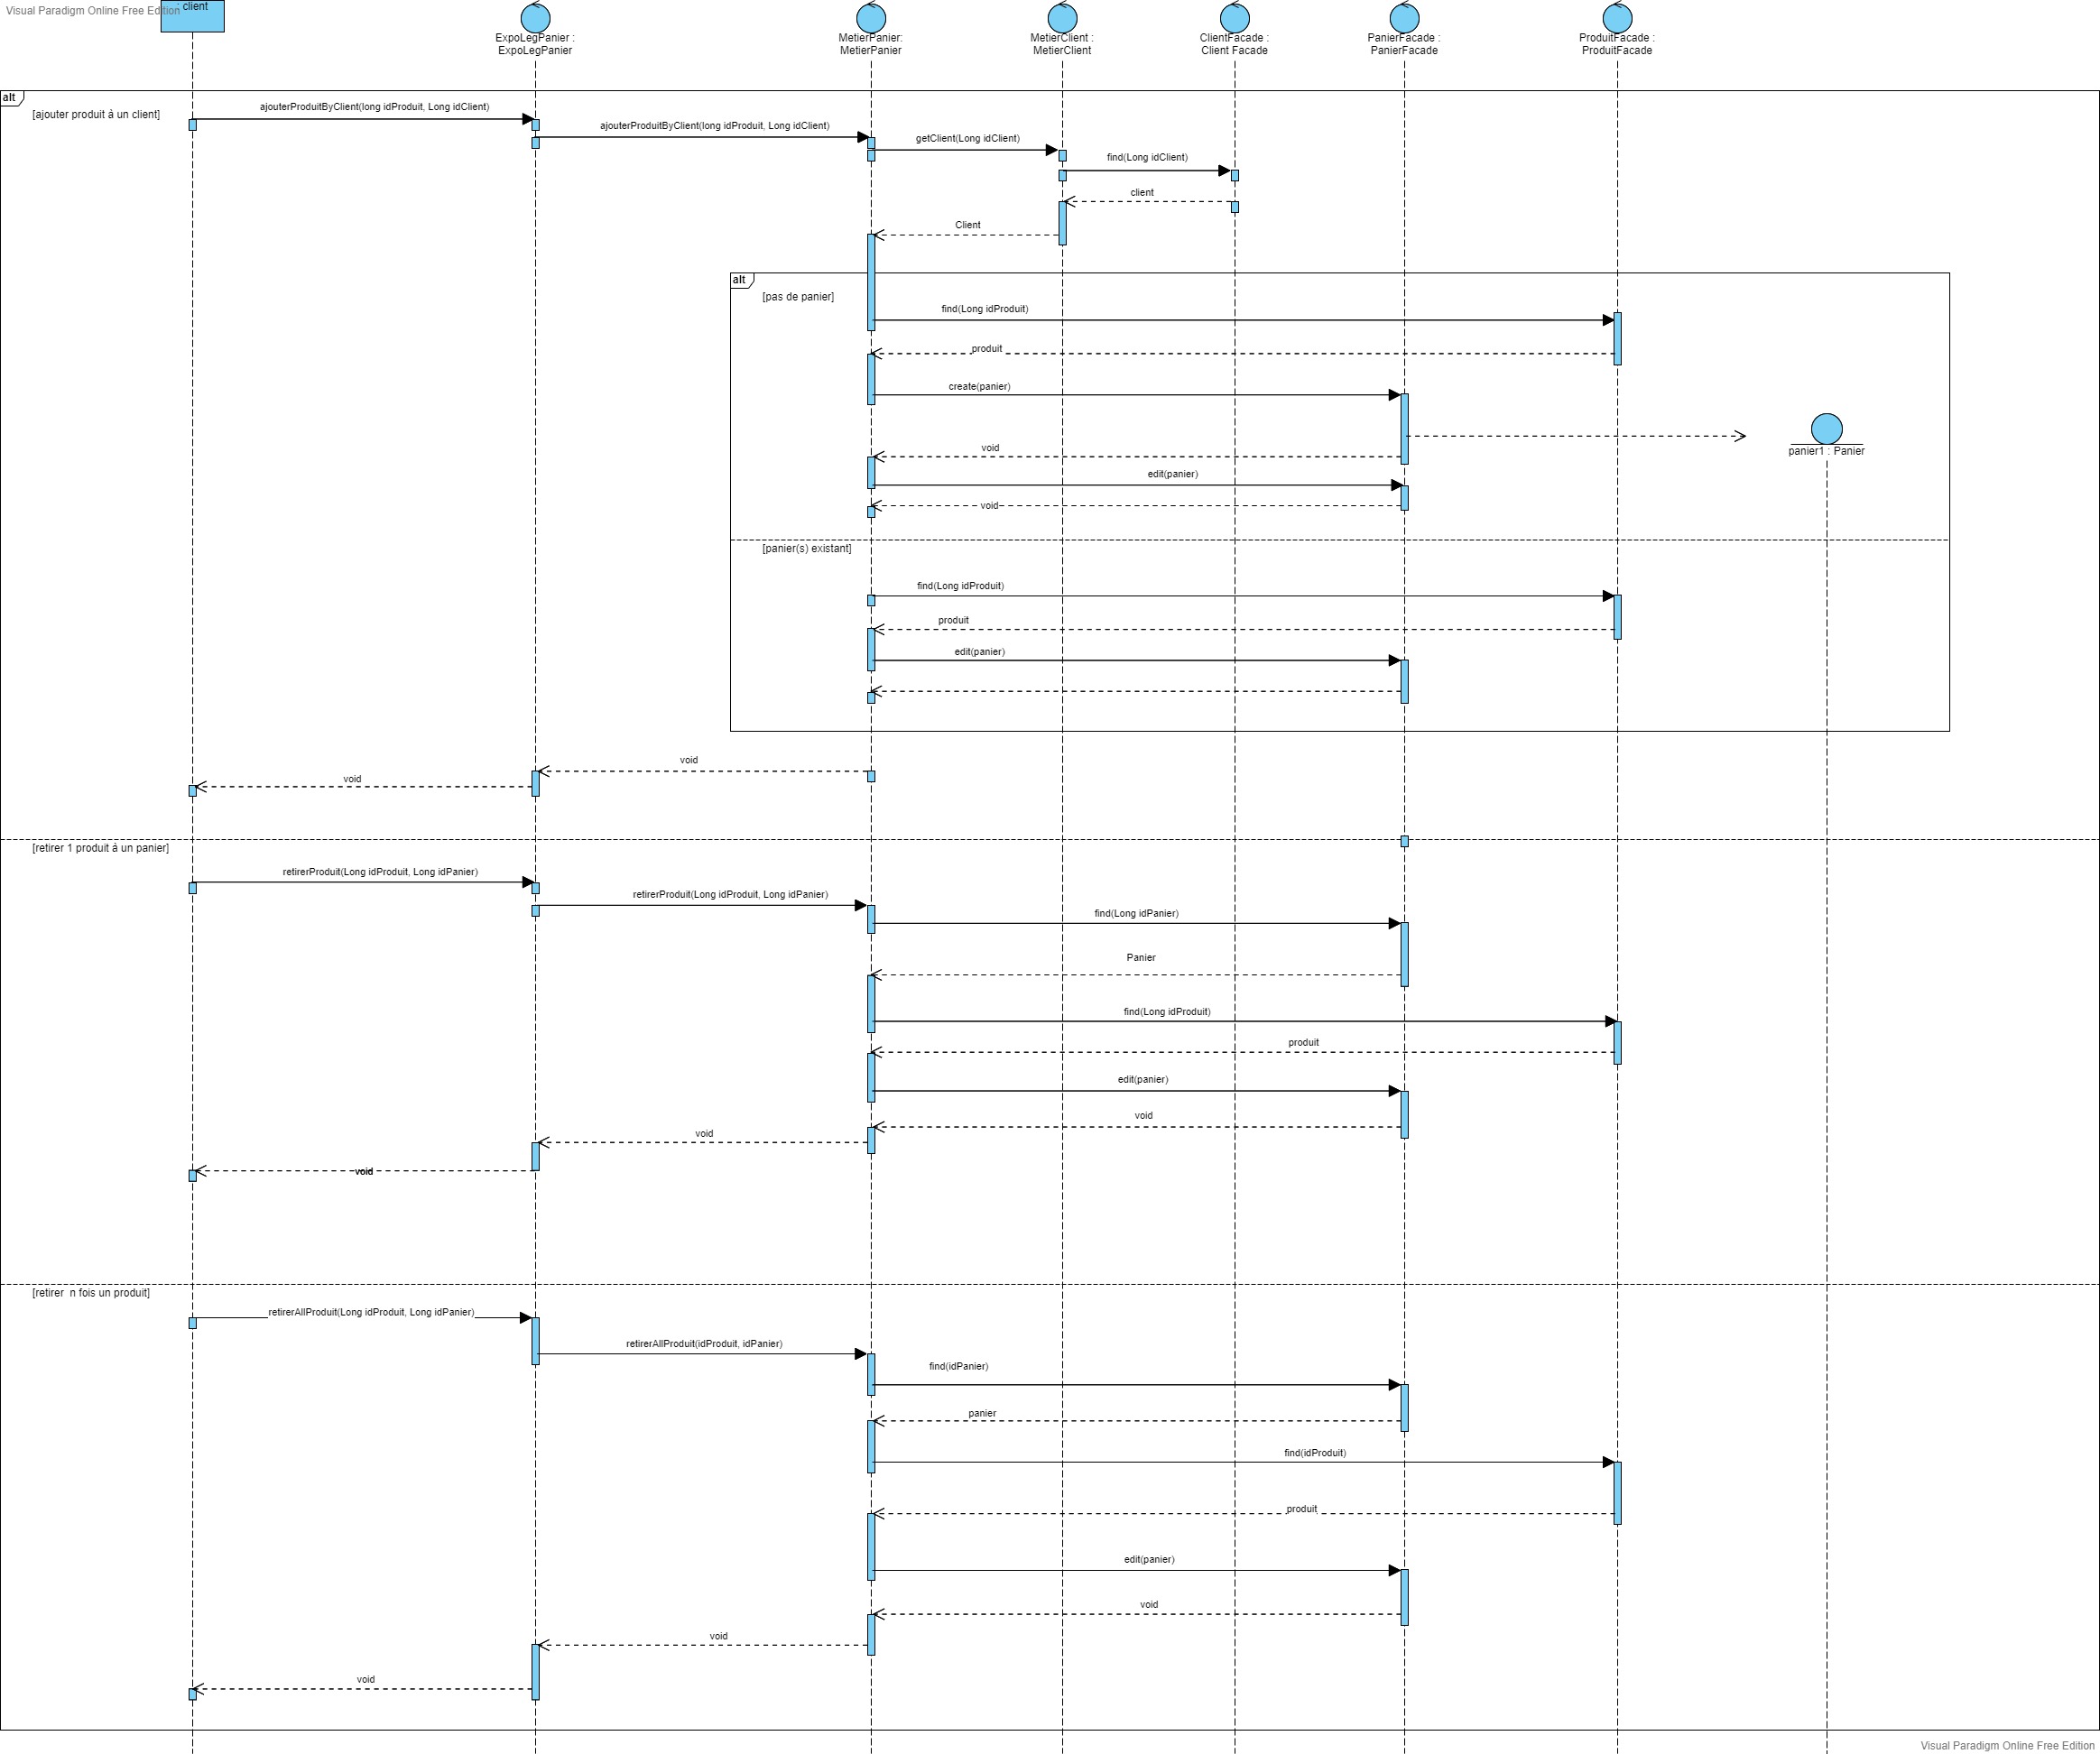 Visual Paradigm Online Free Edition
: client
ExpoLegPanier :
ExpoLegPanier
MetierPanier:
MetierPanier
MetierClient :
MetierClient
ClientFacade :
Client Facade
PanierFacade :
PanierFacade
ProduitFacade :
ProduitFacade
alt
[ajouter produit à un client]
ajouterProduitByClient(long idProduit, Long idClient)
ajouterProduitByClient(long idProduit, Long idClient)
getClient(Long idClient)
find(Long idClient)
client
Client
alt
[pas de panier]
find(Long idProduit)
produit
create(panier)
panier1 : Panier
void
edit(panier)
void
[panier(s) existant]
find(Long idProduit)
produit
edit(panier)
void
void
[retirer 1 produit à un panier]
retirerProduit(Long idProduit, Long idPanier)
retirerProduit(Long idProduit, Long idPanier)
find(Long idPanier)
Panier
find(Long idProduit)
produit
edit(panier)
void
void
void
[retirer  n fois un produit]
retirerAllProduit(Long idProduit, Long idPanier)
retirerAllProduit(idProduit, idPanier)
find(idPanier)
panier
find(idProduit)
produit
edit(panier)
void
void
void
Visual Paradigm Online Free Edition